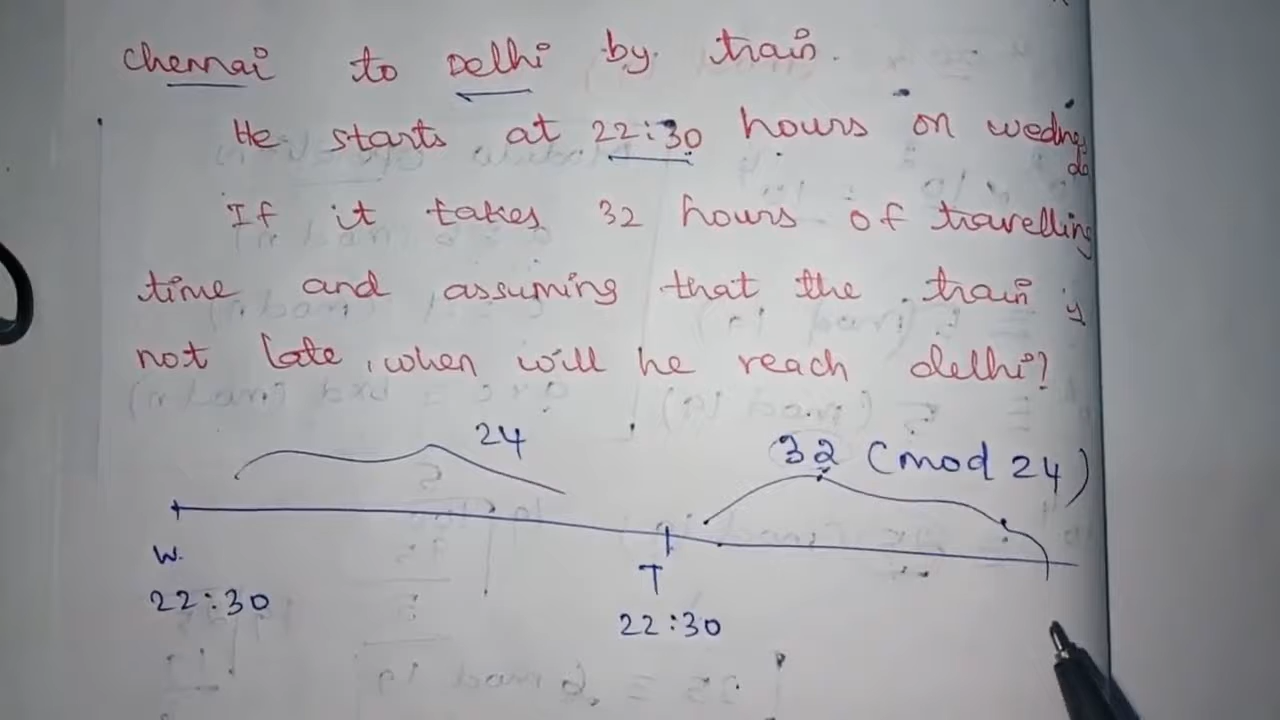 Chennai to Delhi by train.
He starts at 22:30 hours on wednesda
If it takes 32 hours of travelling
time and assuming that the train is
not late, when will he reach delhi?
24
32 (mod 24)
W.
T
22:30
22:30